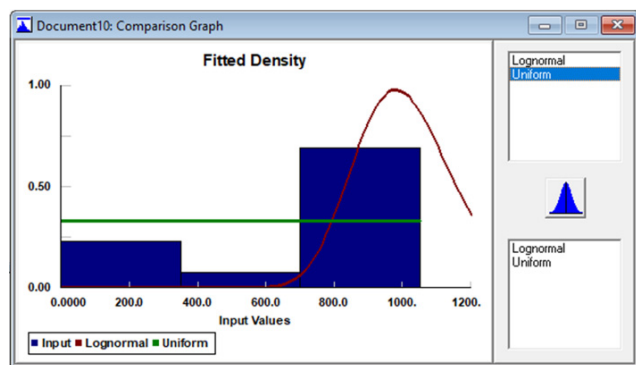 Document10: Comparison Graph
Fitted Density
1.00
0.50
0.00
0.0000 200.0 400.0 600.0 800.0 1000. 1200.
Input Values
Input Lognormal Uniform
Lognormal
Uniform
Lognormal
Uniform